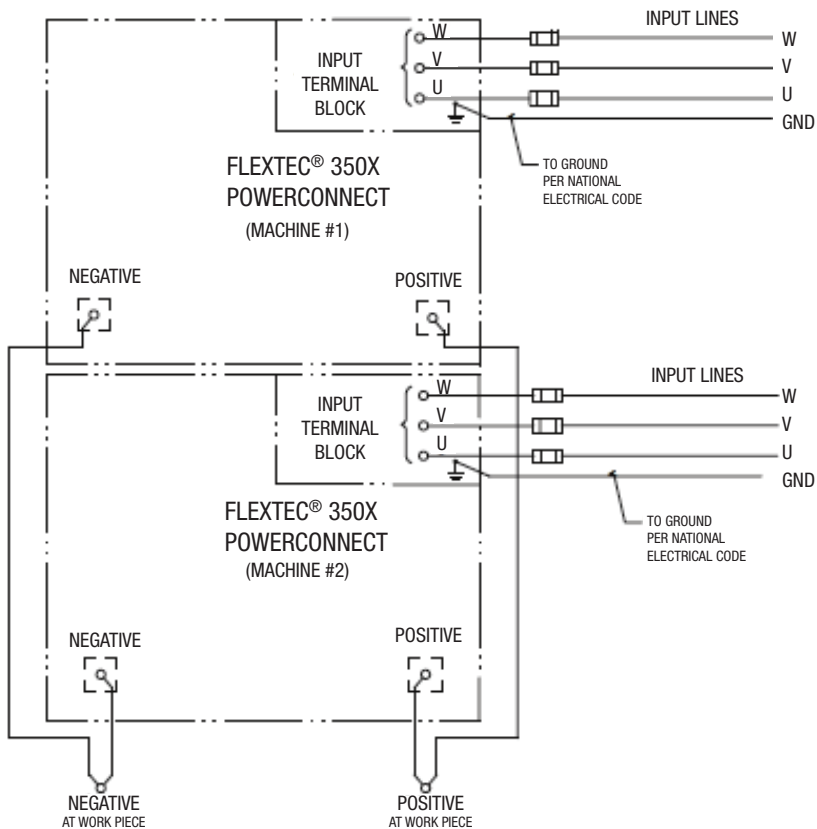 INPUT LINES
INPUT
TERMINAL
BLOCK
W
V
U
W
V
U
GND
TO GROUND
PER NATIONAL
ELECTRICAL CODE
FLEXTEC® 350X
POWERCONNECT
(MACHINE #1)
NEGATIVE
POSITIVE
INPUT LINES
INPUT
TERMINAL
BLOCK
W
V
U
W
V
U
GND
TO GROUND
PER NATIONAL
ELECTRICAL CODE
FLEXTEC® 350X
POWERCONNECT
(MACHINE #2)
NEGATIVE
POSITIVE
NEGATIVE
AT WORK PIECE
POSITIVE
AT WORK PIECE